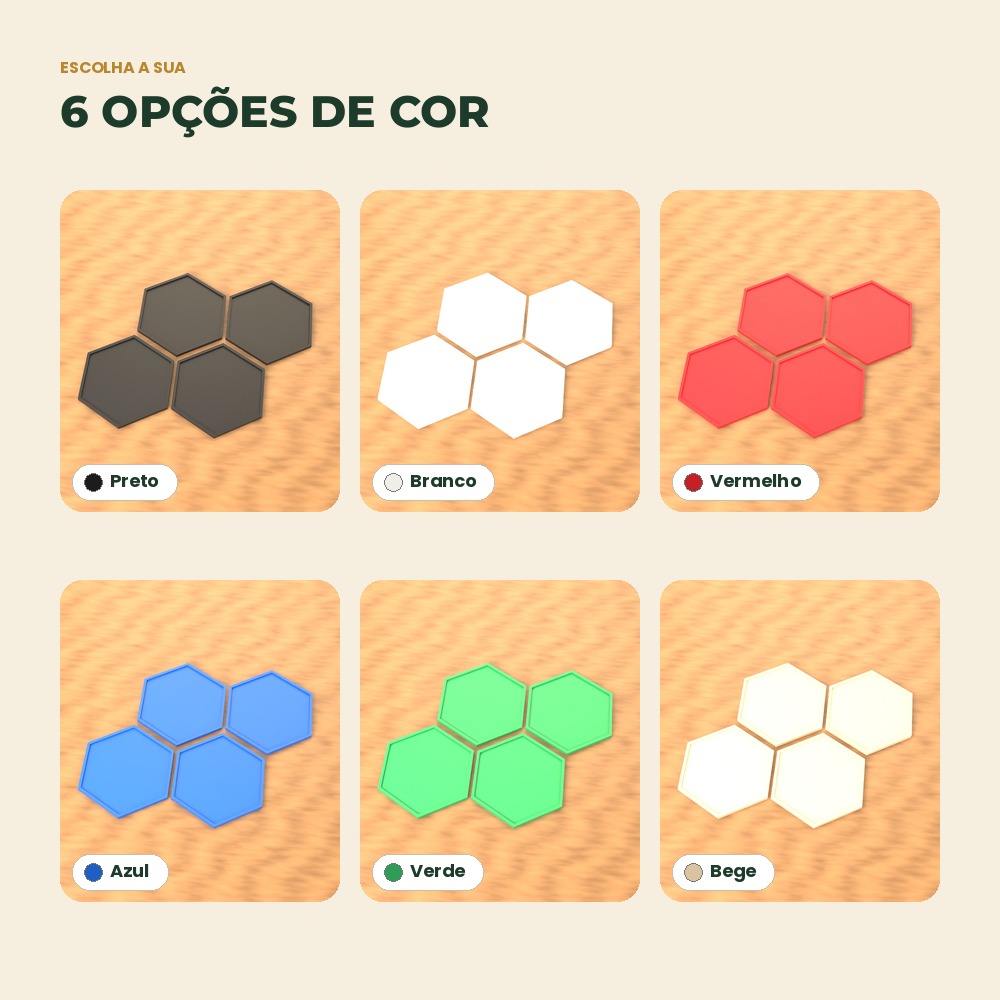 ESCOLHA A SUA
6 OPÇÕES DE COR
Preto
Branco
Vermelho
Azul
Verde
Bege